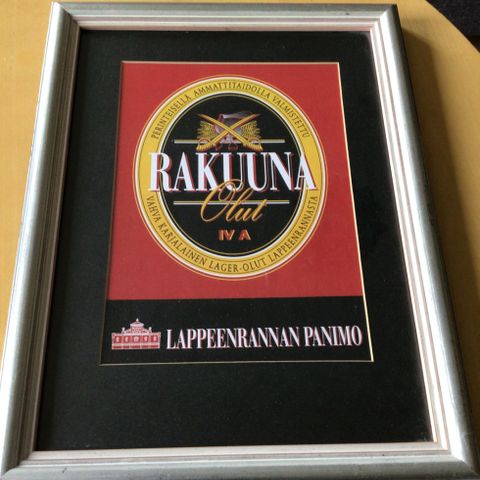 PERINTEISELLÄ AMMATTITAIDOLLA VALMISTETTU
RAKUUNA
Olut
IV A
VAHVA KARJALAINEN LAGER-OLUT LAPPEENRANNASTA
LAPPEENRANNAN PANIMO